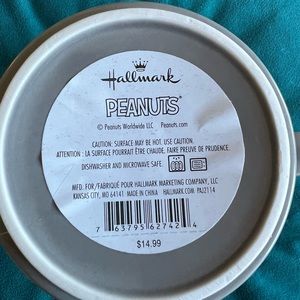 Hallmark
PEANUTS®
© Peanuts Worldwide LLC Peanuts.com
CAUTION: SURFACE MAY BE HOT. USE CAUTION.
ATTENTION : LA SURFACE POURRAIT ÊTRE CHAUDE. FAIRE PREUVE DE PRUDENCE.
DISHWASHER AND MICROWAVE SAFE.
MFD. FOR/FABRIQUÉ POUR HALLMARK MARKETING COMPANY, LLC
KANSAS CITY, MO 64141 MADE IN CHINA HALLMARK.COM PAJ2114
7 63795 62742 4
$14.99